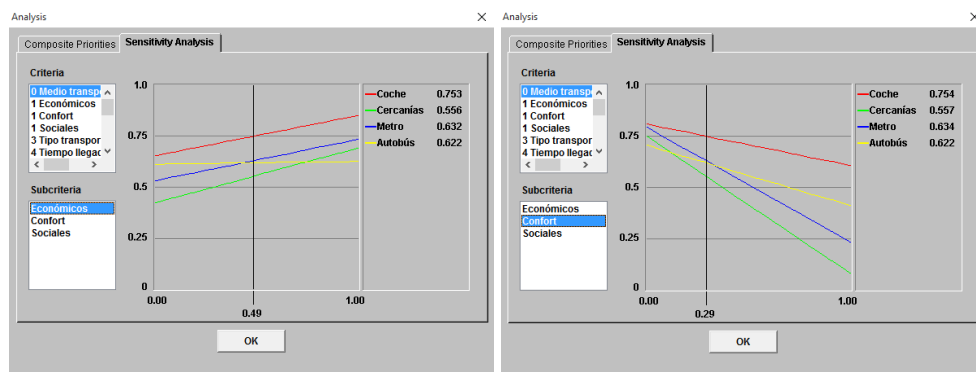 Analysis
Composite Priorities Sensitivity Analysis
Criteria
0 Medio transp
1 Económicos
1 Confort
1 Sociales
3 Tipo transpor
4 Tiempo llegac
Subcriteria
Económicos
Confort
Sociales
1.0
0.75
0.5
0.25
0
0.00 1.00
0.49
Coche 0.753
Cercanías 0.556
Metro 0.632
Autobús 0.622
OK
Analysis
Composite Priorities Sensitivity Analysis
Criteria
0 Medio transp
1 Económicos
1 Confort
1 Sociales
3 Tipo transpor
4 Tiempo llegac
Subcriteria
Económicos
Confort
Sociales
1.0
0.75
0.5
0.25
0
0.00 1.00
0.29
Coche 0.754
Cercanías 0.557
Metro 0.634
Autobús 0.622
OK